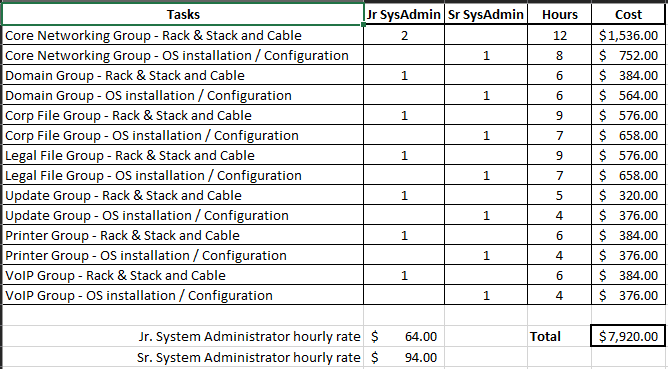 Tasks Jr SysAdmin Sr SysAdmin Hours Cost
Core Networking Group - Rack & Stack and Cable 2 12 $1,536.00
Core Networking Group - OS installation / Configuration 1 8 $ 752.00
Domain Group - Rack & Stack and Cable 1 6 $ 384.00
Domain Group - OS installation / Configuration 1 6 $ 564.00
Corp File Group - Rack & Stack and Cable 1 9 $ 576.00
Corp File Group - OS installation / Configuration 1 7 $ 658.00
Legal File Group - Rack & Stack and Cable 1 9 $ 576.00
Legal File Group - OS installation / Configuration 1 7 $ 658.00
Update Group - Rack & Stack and Cable 1 5 $ 320.00
Update Group - OS installation / Configuration 1 4 $ 376.00
Printer Group - Rack & Stack and Cable 1 6 $ 384.00
Printer Group - OS installation / Configuration 1 4 $ 376.00
VoIP Group - Rack & Stack and Cable 1 6 $ 384.00
VoIP Group - OS installation / Configuration 1 4 $ 376.00
Jr. System Administrator hourly rate $ 64.00 Total $7,920.00
Sr. System Administrator hourly rate $ 94.00